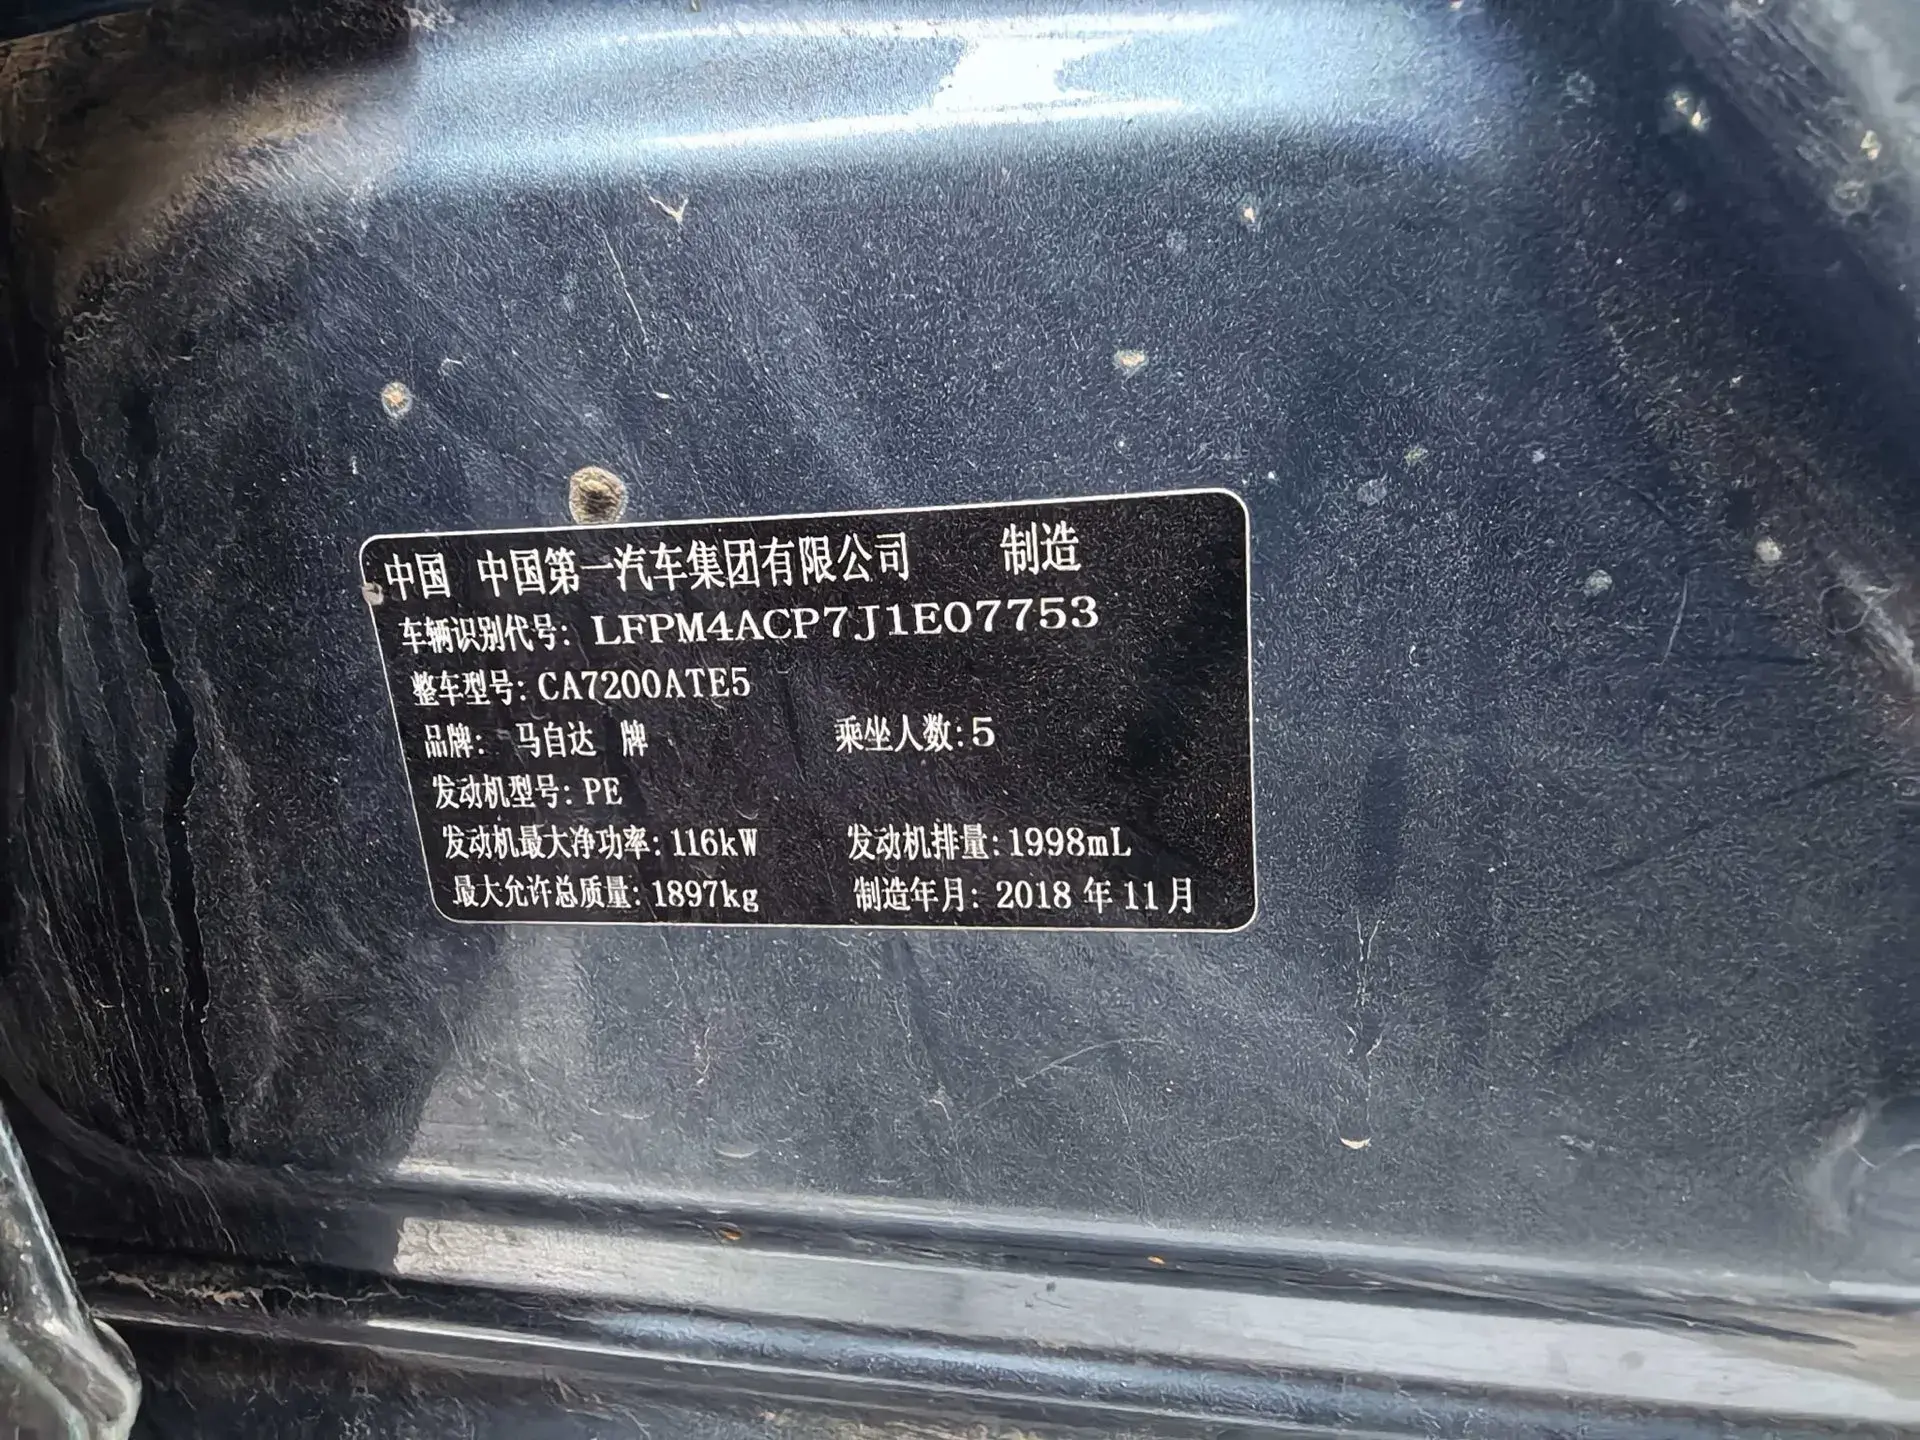 中国 中国第一汽车集团有限公司 制造
车辆识别代号: LFPM4ACP7J1E07753
整车型号: CA7200ATE5
品牌: 马自达 牌 乘坐人数: 5
发动机型号: PE
发动机最大净功率: 116kW 发动机排量: 1998mL
最大允许总质量: 1897kg 制造年月: 2018 年 11 月